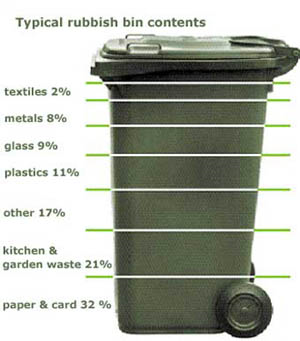 Typical rubbish bin contents
textiles 2%
metals 8%
glass 9%
plastics 11%
other 17%
kitchen &
garden waste 21%
paper & card 32 %